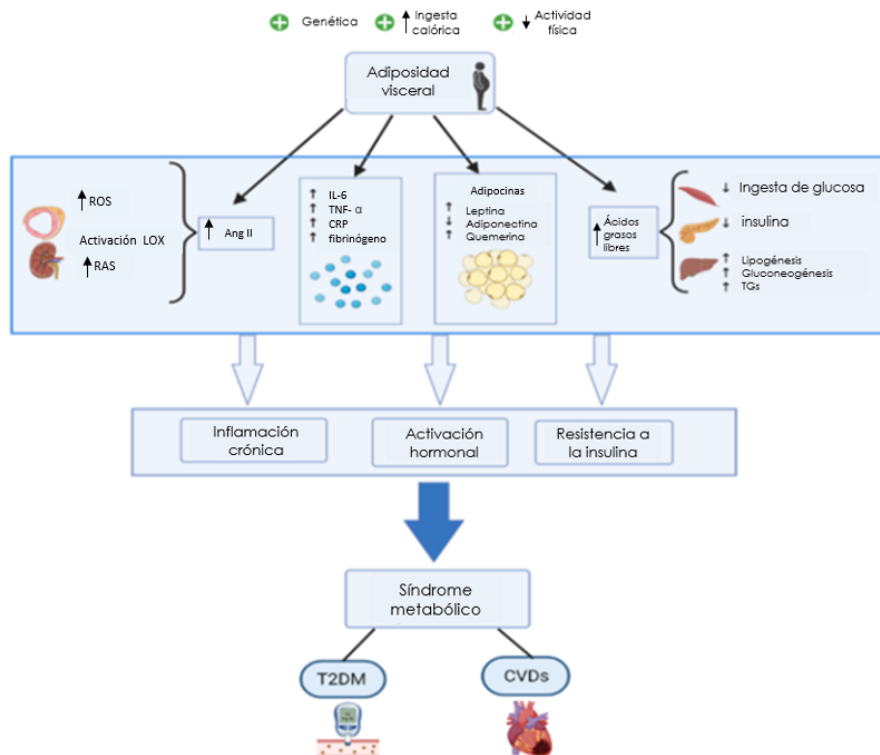 Genética
↑ Ingesta
calórica
↓ Actividad
física
Adiposidad
visceral
↑ ROS
Activación LOX
↑ RAS
↑ Ang II
↑ IL-6
↑ TNF- α
↑ CRP
↑ fibrinógeno
Adipocinas
↑ Leptina
↓ Adiponectina
↑ Quemerina
↑ Ácidos
grasos
libres
↓ Ingesta de glucosa
↓ insulina
↑ Lipogénesis
↑ Gluconeogénesis
↑ TGs
Inflamación
crónica
Activación
hormonal
Resistencia a
la insulina
Síndrome
metabólico
T2DM
CVDs